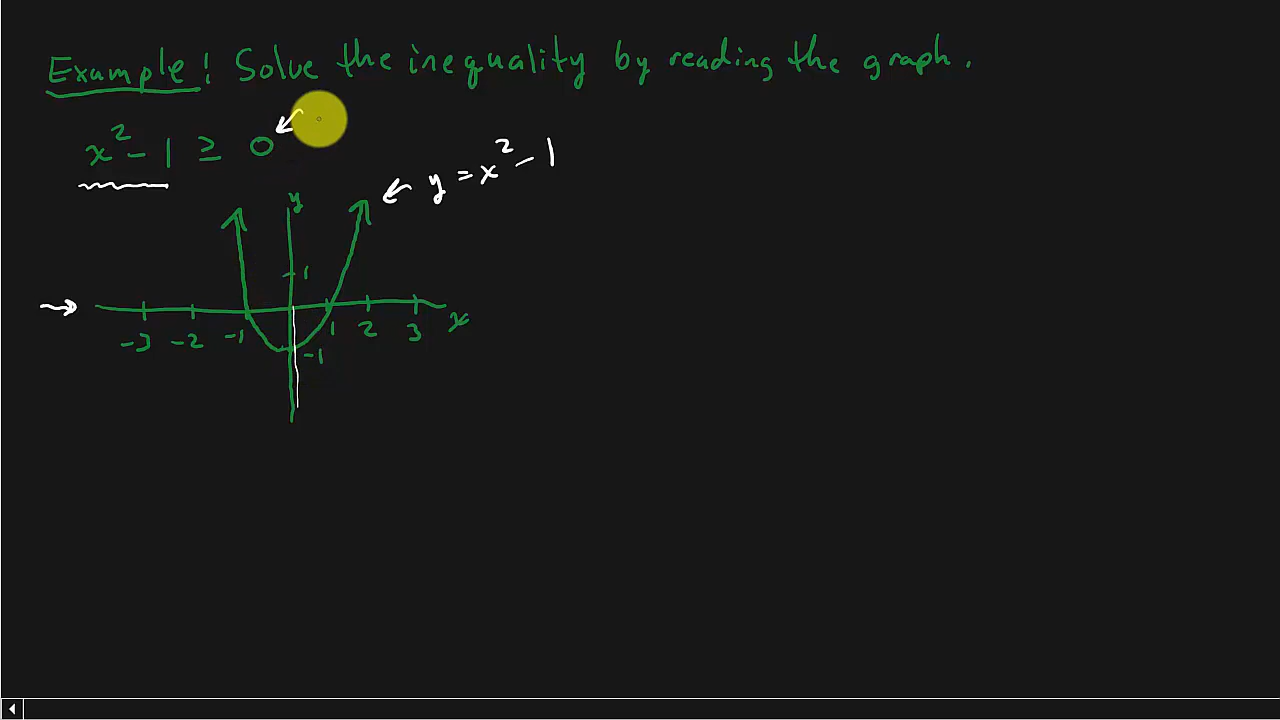 Example! Solve the inequality by reading the graph.
x² - 1 ≥ 0
y = x² - 1
y
1
-3 -2 -1 1 2 3 x
-1